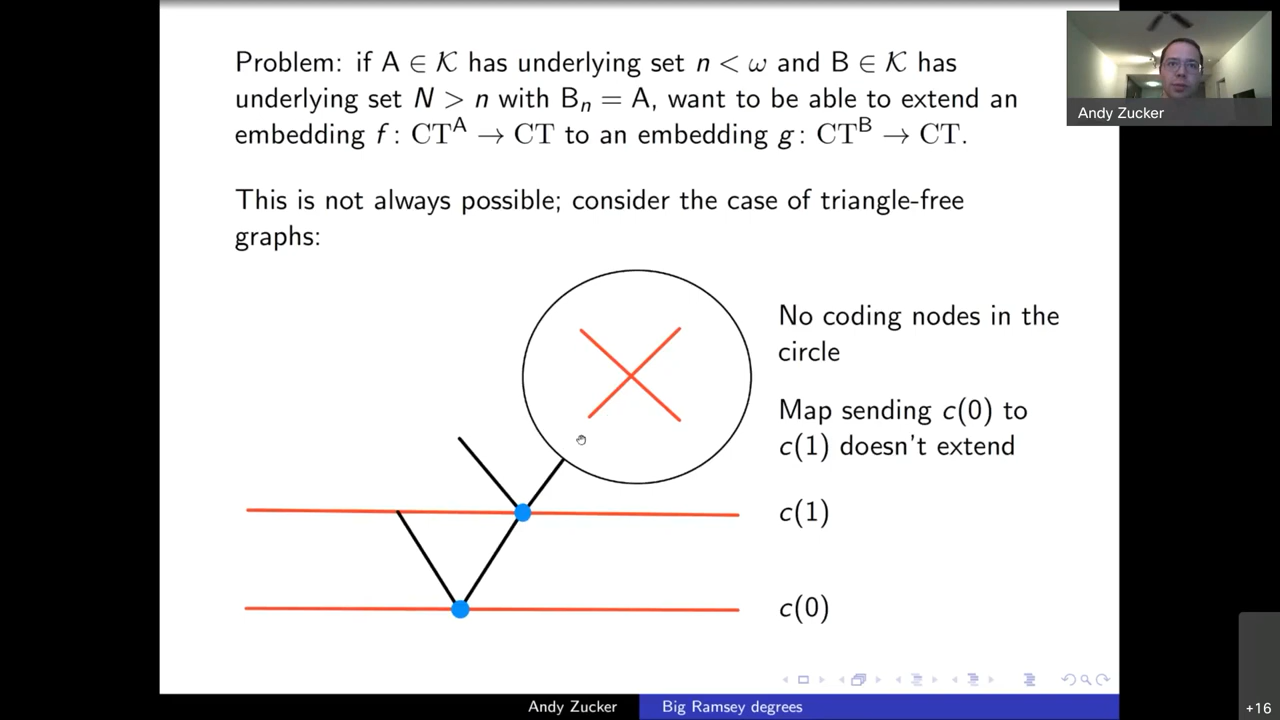 Problem: if A ∈ 𝒦 has underlying set n < ω and B ∈ 𝒦 has
underlying set N > n with Bₙ = A, want to be able to extend an
embedding f : CTᴬ → CT to an embedding g : CTᴮ → CT.
This is not always possible; consider the case of triangle-free
graphs:
No coding nodes in the
circle
Map sending c(0) to
c(1) doesn't extend
c(1)
c(0)
Andy Zucker
Andy Zucker
Big Ramsey degrees
+16